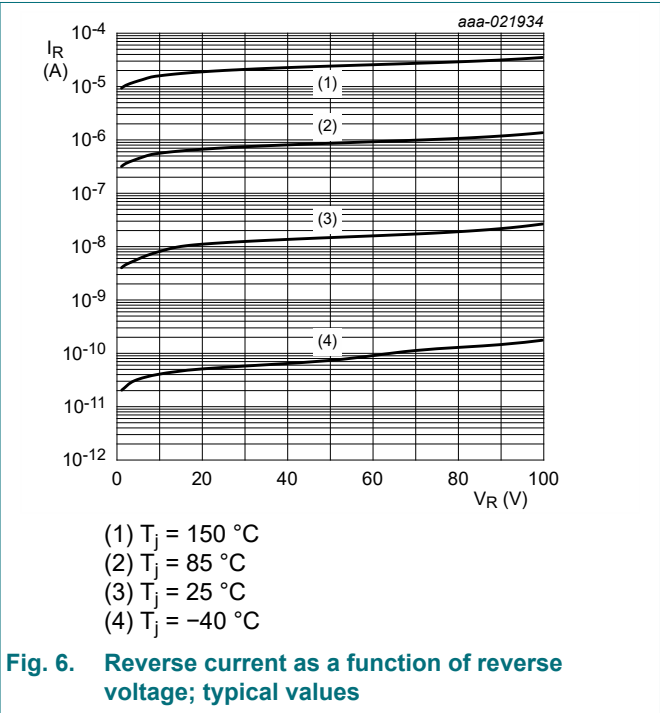 aaa-021934
I_R
(A)
10^-4
10^-5
10^-6
10^-7
10^-8
10^-9
10^-10
10^-11
10^-12
(1)
(2)
(3)
(4)
0 20 40 60 80 100
V_R (V)
(1) T_j = 150 °C
(2) T_j = 85 °C
(3) T_j = 25 °C
(4) T_j = −40 °C
Fig. 6. Reverse current as a function of reverse
voltage; typical values